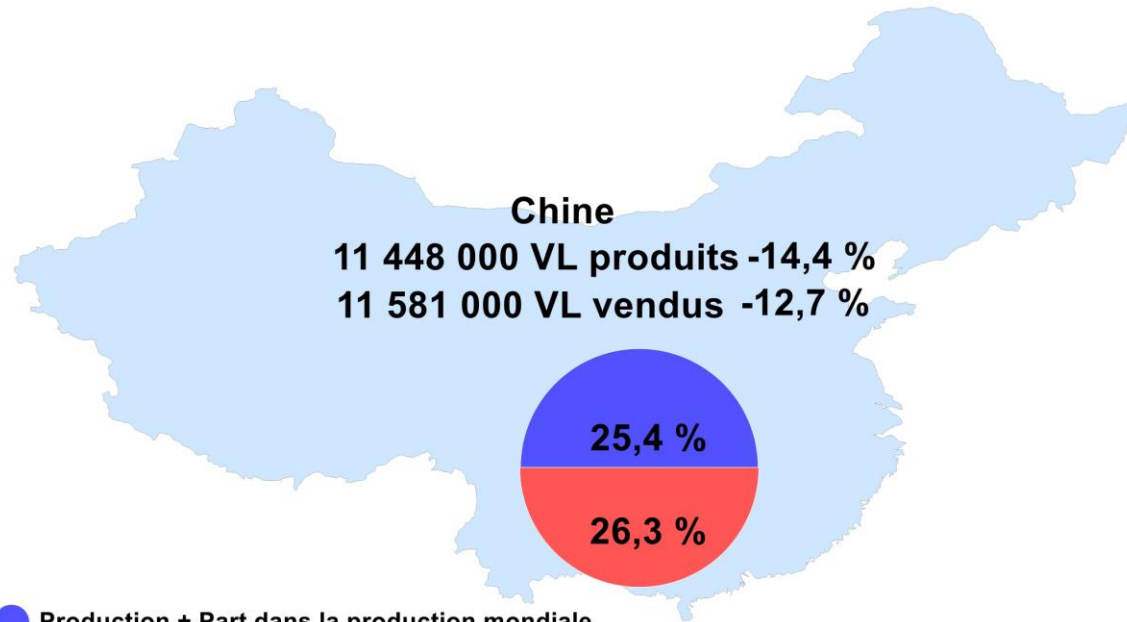 Chine
11 448 000 VL produits -14,4 %
11 581 000 VL vendus -12,7 %
25,4 %
26,3 %
Production + Part dans la production mondiale